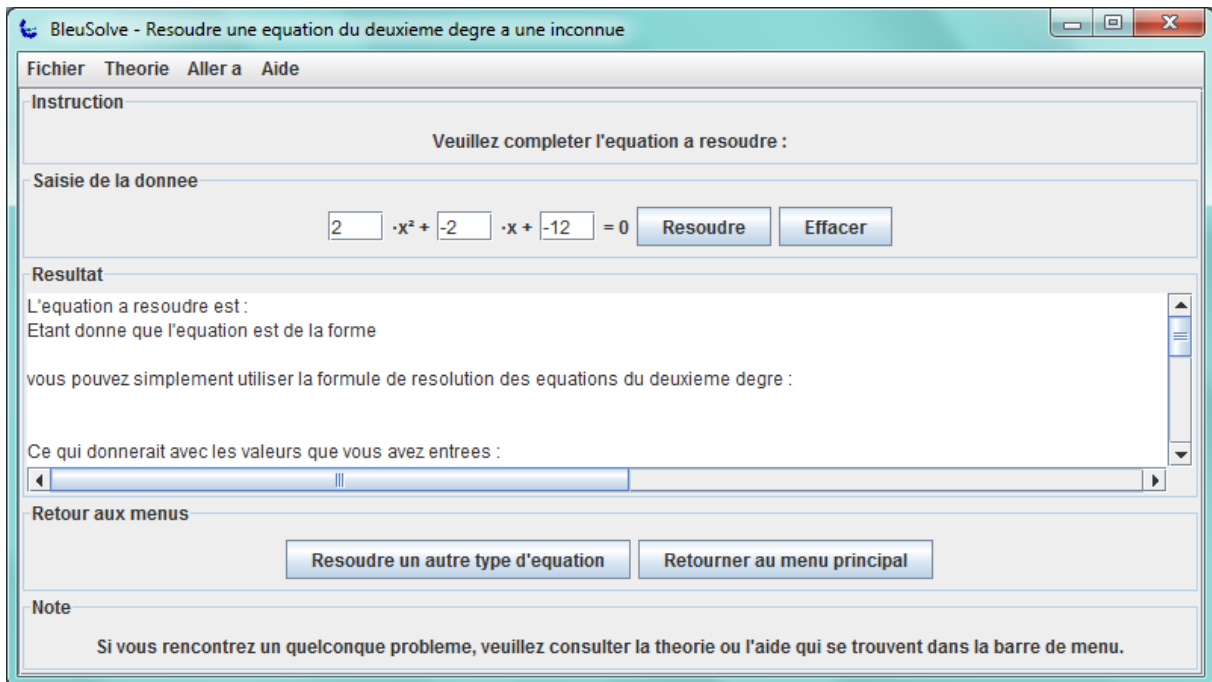 BleuSolve - Resoudre une equation du deuxieme degre a une inconnue
Fichier Theorie Aller a Aide
Instruction
Veuillez completer l'equation a resoudre :
Saisie de la donnee
2 ·x² + -2 ·x + -12 = 0 Resoudre Effacer
Resultat
L'equation a resoudre est :
Etant donne que l'equation est de la forme
vous pouvez simplement utiliser la formule de resolution des equations du deuxieme degre :
Ce qui donnerait avec les valeurs que vous avez entrees :
Retour aux menus
Resoudre un autre type d'equation Retourner au menu principal
Note
Si vous rencontrez un quelconque probleme, veuillez consulter la theorie ou l'aide qui se trouvent dans la barre de menu.